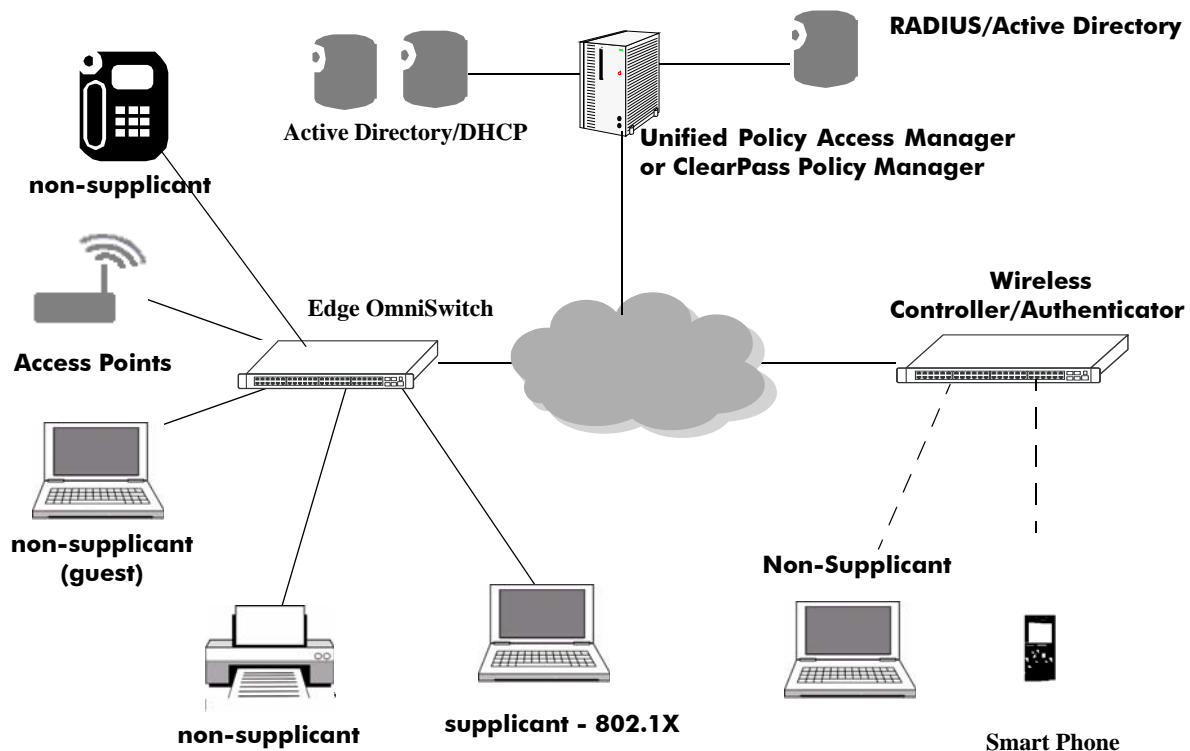 RADIUS/Active Directory
Active Directory/DHCP
Unified Policy Access Manager
or ClearPass Policy Manager
non-supplicant
Edge OmniSwitch
Wireless
Controller/Authenticator
Access Points
non-supplicant
(guest)
Non-Supplicant
non-supplicant
supplicant - 802.1X
Smart Phone